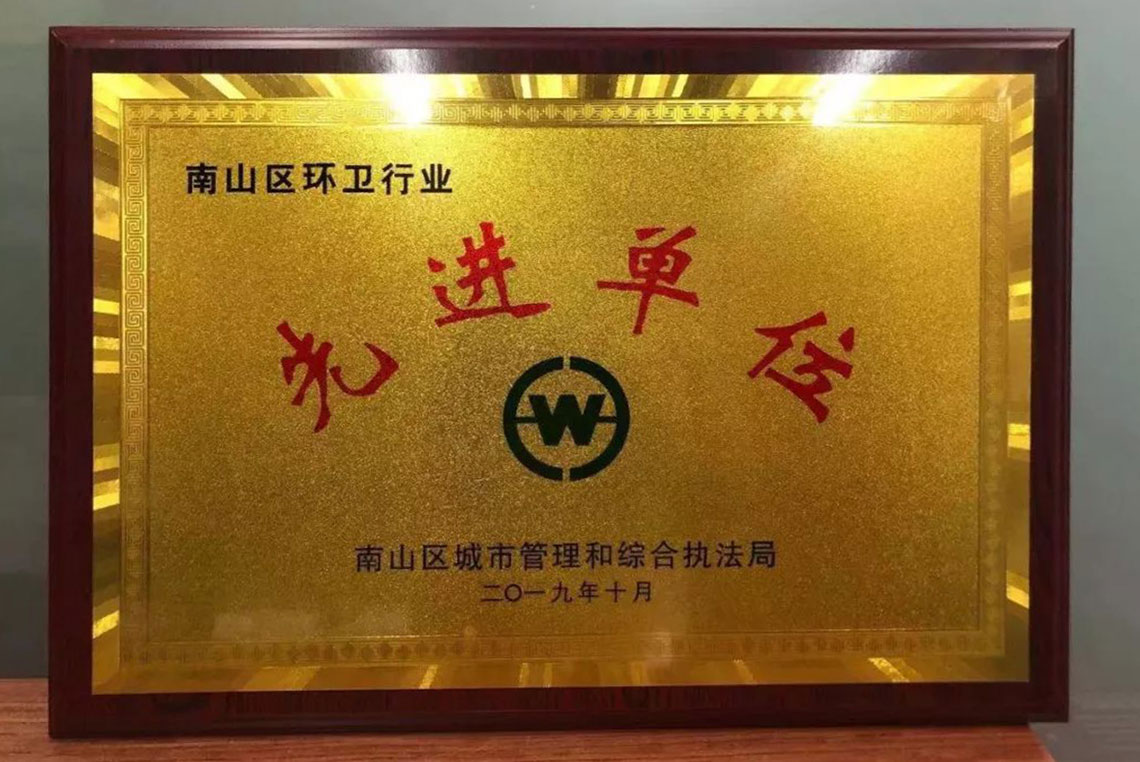 南山区环卫行业
先进单位
W
南山区城市管理和综合执法局
二〇一九年十月